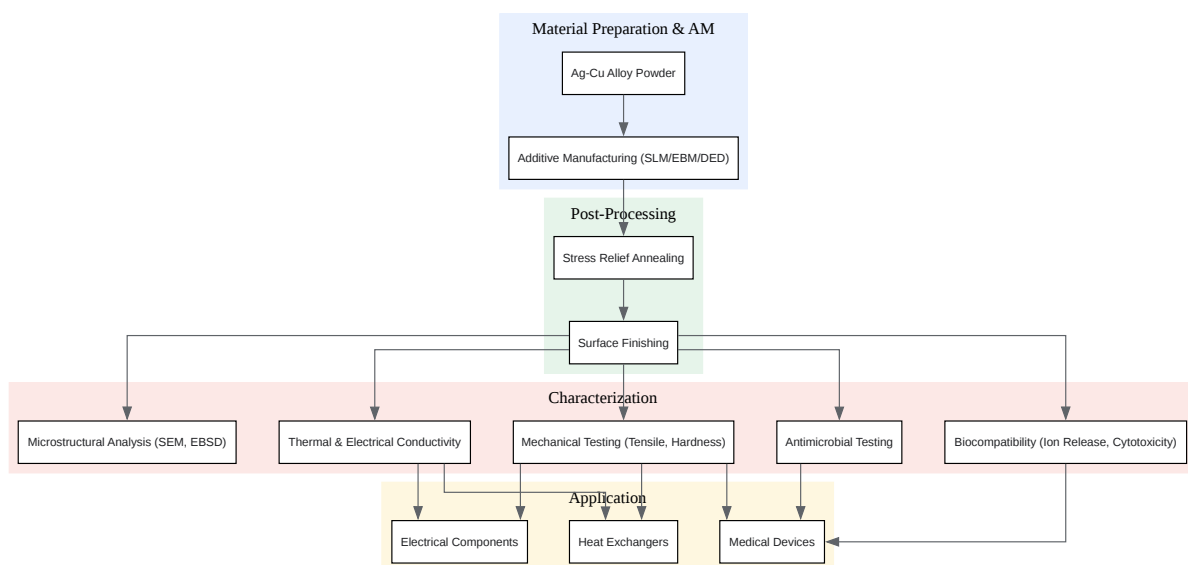 Material Preparation & AM
Ag-Cu Alloy Powder
Additive Manufacturing (SLM/EBM/DED)
Post-Processing
Stress Relief Annealing
Surface Finishing
Characterization
Microstructural Analysis (SEM, EBSD)
Thermal & Electrical Conductivity
Mechanical Testing (Tensile, Hardness)
Antimicrobial Testing
Biocompatibility (Ion Release, Cytotoxicity)
Application
Electrical Components
Heat Exchangers
Medical Devices